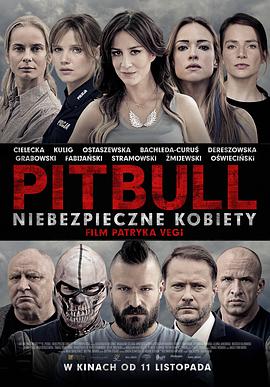 CIELECKA KULIG OSTASZEWSKA BACHLEDA-CURUŚ DERESZOWSKA
GRABOWSKI FABIJAŃSKI STRAMOWSKI ŻMIJEWSKI OŚWIECIŃSKI
PITBULL
NIEBEZPIECZNE KOBIETY
FILM PATRYKA VEGI
W KINACH OD 11 LISTOPADA